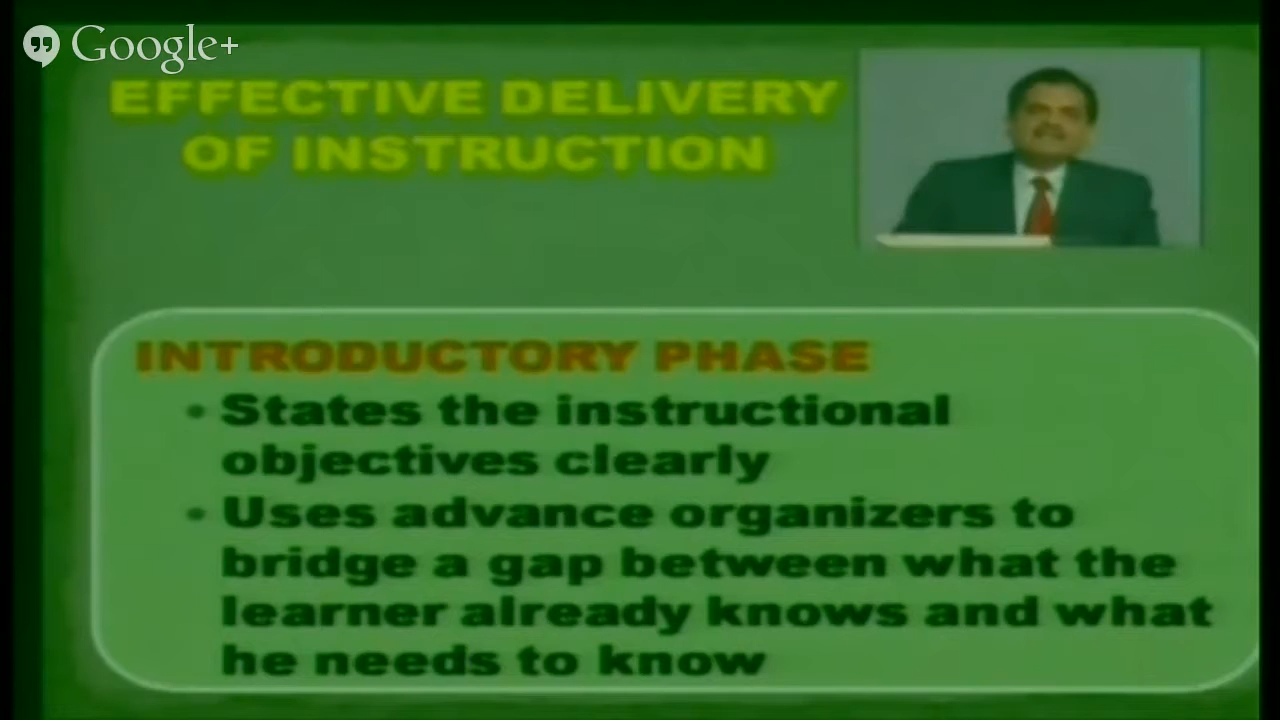 Google+
EFFECTIVE DELIVERY
OF INSTRUCTION
INTRODUCTORY PHASE
• States the instructional
objectives clearly
• Uses advance organizers to
bridge a gap between what the
learner already knows and what
he needs to know